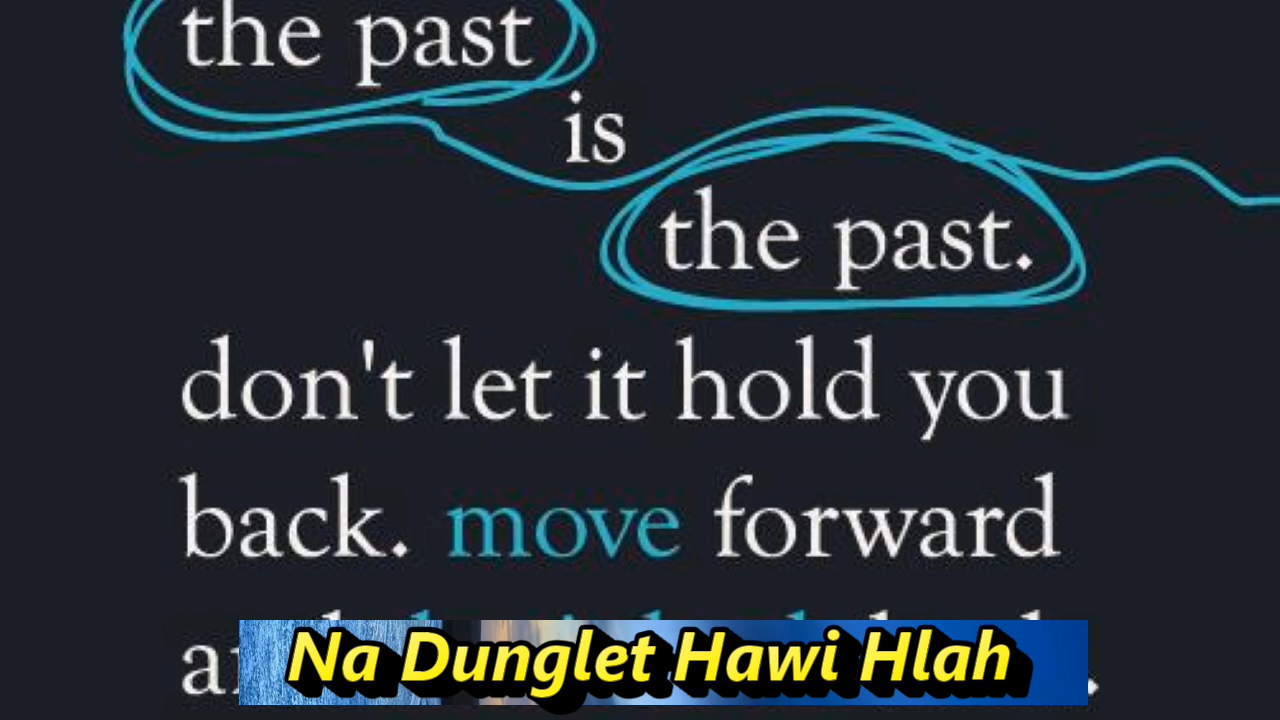 the past
is
the past.
don't let it hold you
back. move forward
Na Dunglet Hawi Hlah